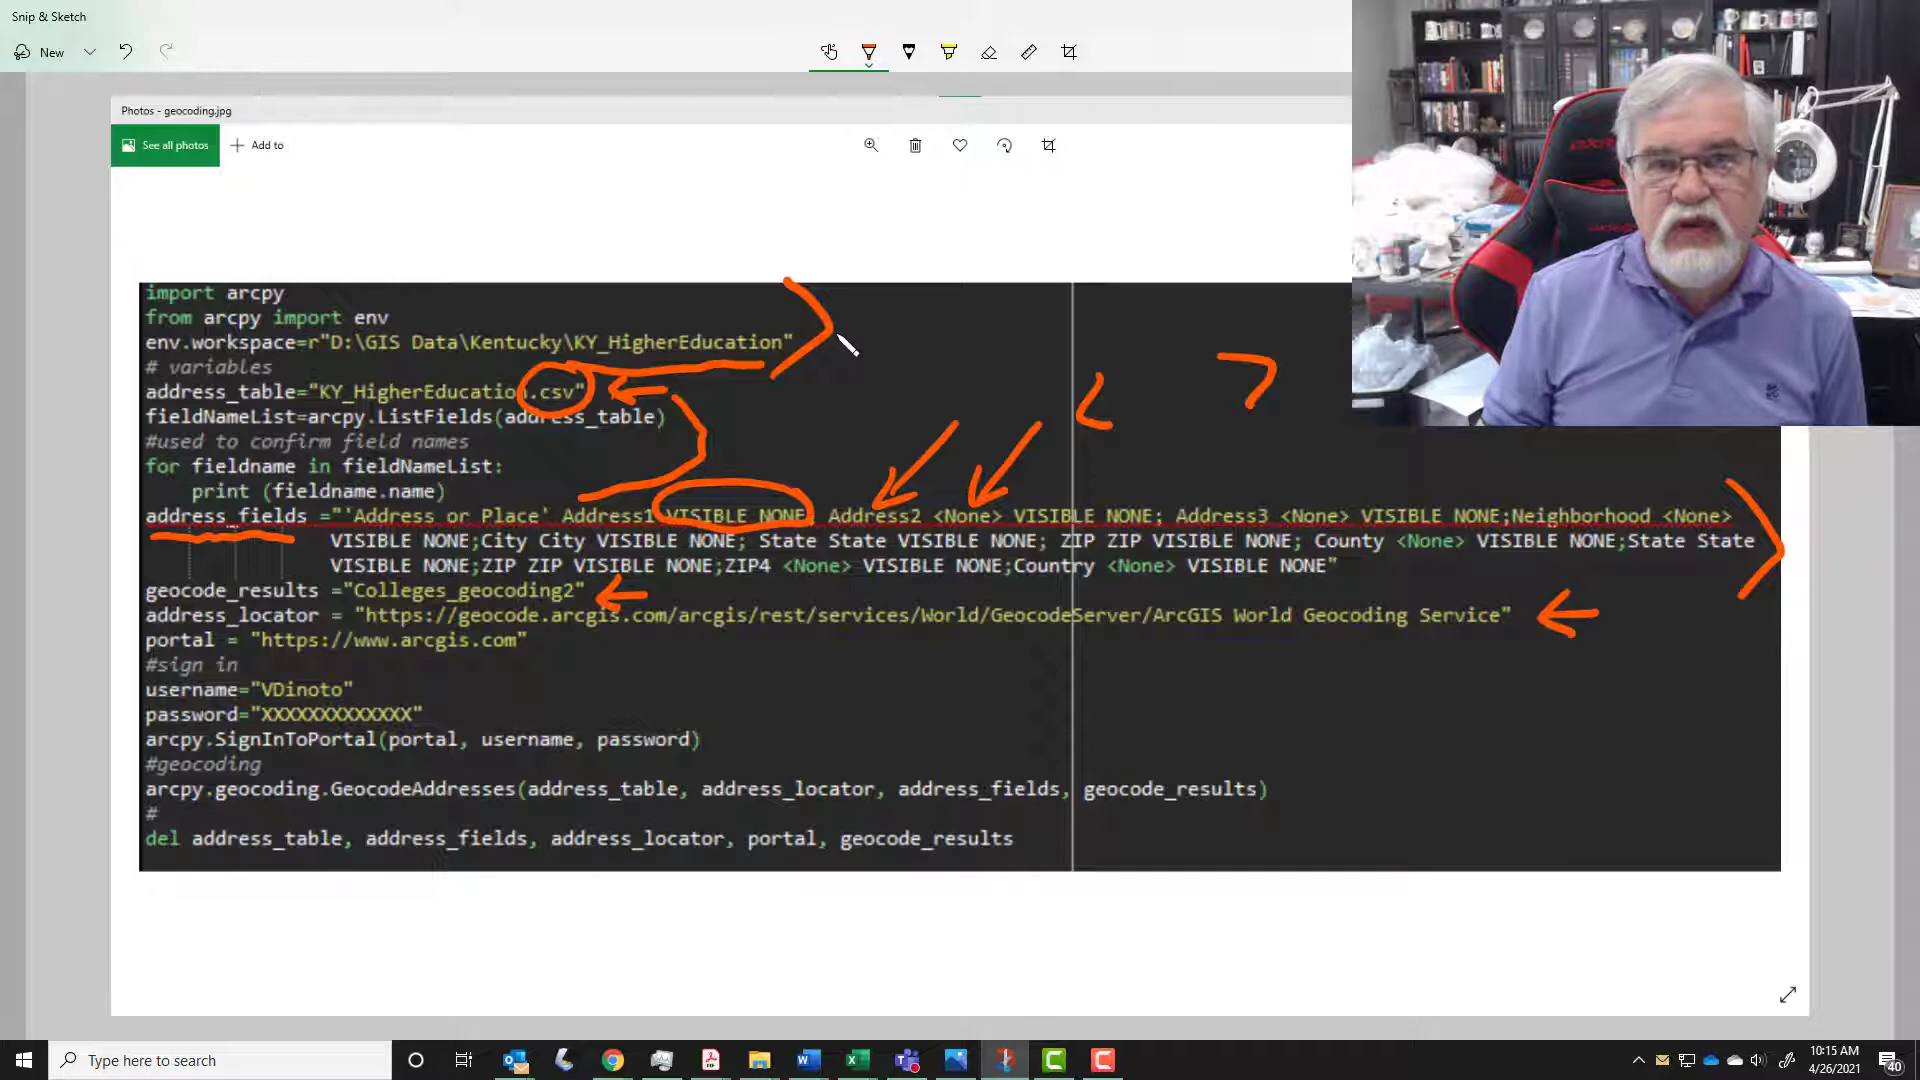 Snip & Sketch
New
Photos - geocoding.jpg
See all photos
Add to
import arcpy
from arcpy import env
env.workspace=r"D:\GIS Data\Kentucky\KY_HigherEducation"
# variables
address_table="KY_HigherEducation.csv"
fieldNameList=arcpy.ListFields(address_table)
#used to confirm field names
for fieldname in fieldNameList:
print (fieldname.name)
address_fields ="'Address or Place' Address1 VISIBLE NONE; Address2 <None> VISIBLE NONE; Address3 <None> VISIBLE NONE;Neighborhood <None>
VISIBLE NONE;City City VISIBLE NONE; State State VISIBLE NONE; ZIP ZIP VISIBLE NONE; County <None> VISIBLE NONE;State State
VISIBLE NONE;ZIP ZIP VISIBLE NONE;ZIP4 <None> VISIBLE NONE;Country <None> VISIBLE NONE"
geocode_results ="Colleges_geocoding2"
address_locator = "https://geocode.arcgis.com/arcgis/rest/services/World/GeocodeServer/ArcGIS World Geocoding Service"
portal = "https://www.arcgis.com"
#sign in
username="VDinoto"
password="XXXXXXXXXXXXX"
arcpy.SignInToPortal(portal, username, password)
#geocoding
arcpy.geocoding.GeocodeAddresses(address_table, address_locator, address_fields, geocode_results)
#
del address_table, address_fields, address_locator, portal, geocode_results
Type here to search
10:15 AM
4/26/2021
40